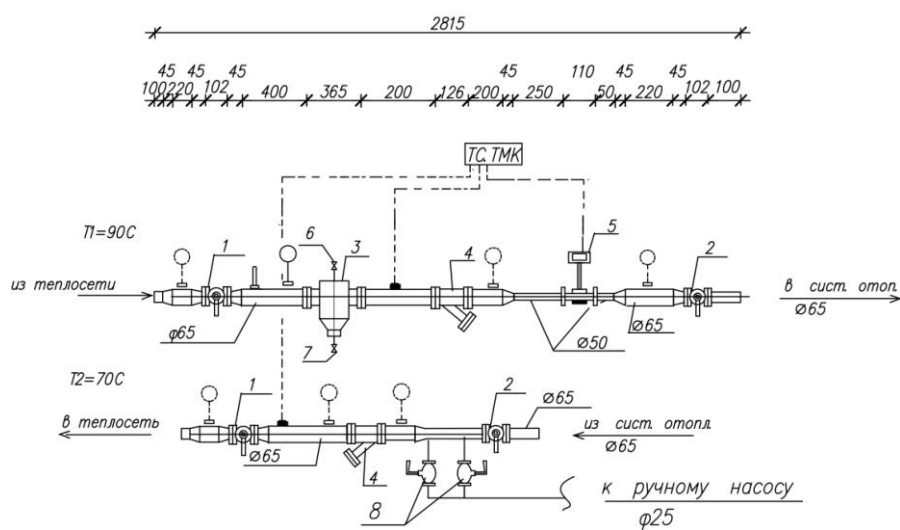 2815
45 45 45 45 110 45 45
100 220 102 400 365 200 126 200 250 50 220 102 100
ТС. ТМК
Т1=90С
1 6 3 4 5 2
из теплосети
в сист. отоп.
φ65
Ø50
Ø65
Ø65
7
Т2=70С
1 2 Ø65
в теплосеть
из сист. отопл.
Ø65
Ø65
4
8
к ручному насосу
φ25